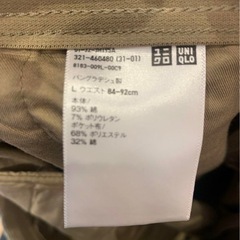 321-460480 (31-01)
ユニクロ
UNIQLO
バングラデシュ製
L ウエスト 84-92cm
本体/
93% 綿
7% ポリウレタン
ポケット布/
68% ポリエステル
32% 綿